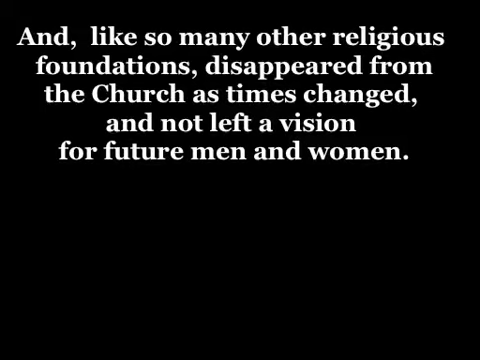 And,  like so many other religious
foundations, disappeared from
the Church as times changed,
and not left a vision
for future men and women.